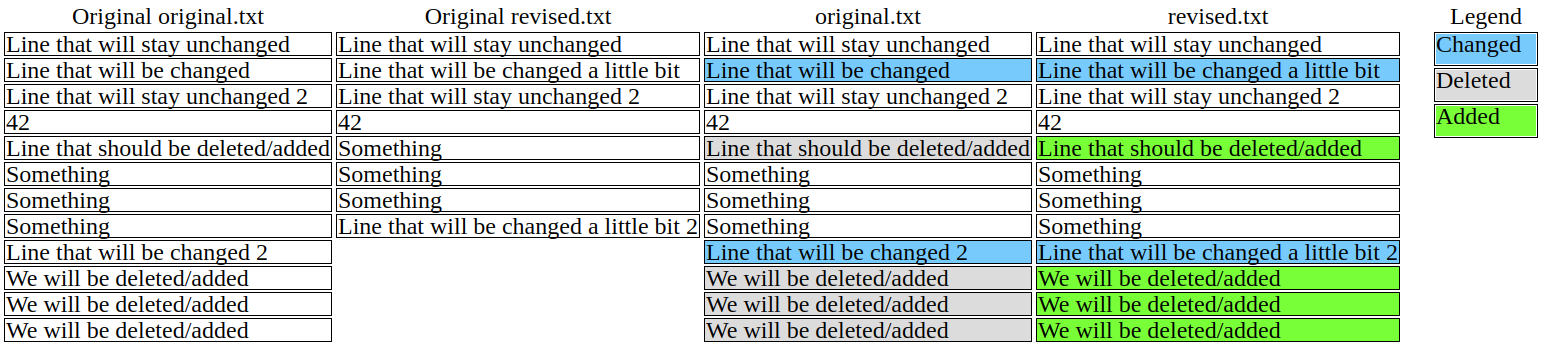 Original original.txt Original revised.txt original.txt revised.txt Legend
Line that will stay unchanged Line that will stay unchanged Line that will stay unchanged Line that will stay unchanged Changed
Line that will be changed Line that will be changed a little bit Line that will be changed Line that will be changed a little bit
Line that will stay unchanged 2 Line that will stay unchanged 2 Line that will stay unchanged 2 Line that will stay unchanged 2 Deleted
42 42 42 42 Added
Line that should be deleted/added Something Line that should be deleted/added Line that should be deleted/added
Something Something Something Something
Something Something Something Something
Something Line that will be changed a little bit 2 Something Something
Line that will be changed 2 Line that will be changed 2 Line that will be changed a little bit 2
We will be deleted/added We will be deleted/added We will be deleted/added
We will be deleted/added We will be deleted/added We will be deleted/added
We will be deleted/added We will be deleted/added We will be deleted/added